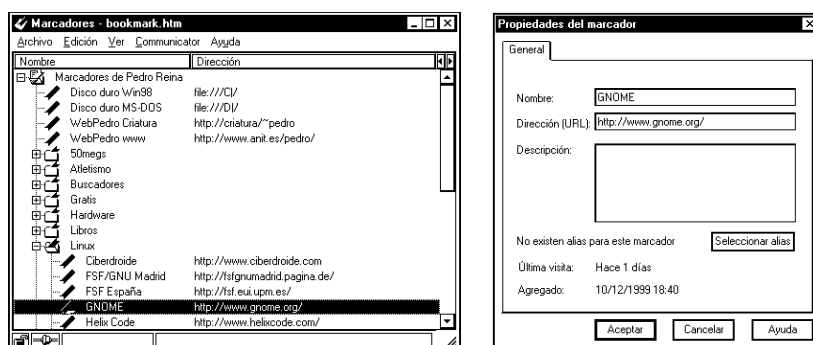 Marcadores - bookmark.htm
Archivo Edición Ver Communicator Ayuda
Nombre Dirección
Marcadores de Pedro Reina
Disco duro Win98 file:///C|/
Disco duro MS-DOS file:///D|/
WebPedro Criatura http://criatura/~pedro
WebPedro www http://www.anit.es/pedro/
50megs
Atletismo
Buscadores
Gratis
Hardware
Libros
Linux
Ciberdroide http://www.ciberdroide.com
FSF/GNU Madrid http://fsfgnumadrid.pagina.de/
FSF España http://fsf.eui.upm.es/
GNOME http://www.gnome.org/
Helix Code http://www.helixcode.com/
Propiedades del marcador
General
Nombre: GNOME
Dirección (URL): http://www.gnome.org/
Descripción:
No existen alias para este marcador Seleccionar alias
Última visita: Hace 1 días
Agregado: 10/12/1999 18:40
Aceptar Cancelar Ayuda